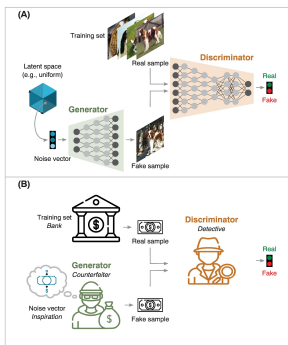 (A)
Training set
Latent space
(e.g., uniform)
Real sample
Discriminator
Real
Fake
Generator
Noise vector
Fake sample
(B)
Training set
Bank
Real sample
Discriminator
Detective
Real
Fake
Generator
Counterfeiter
Noise vector
Inspiration
Fake sample